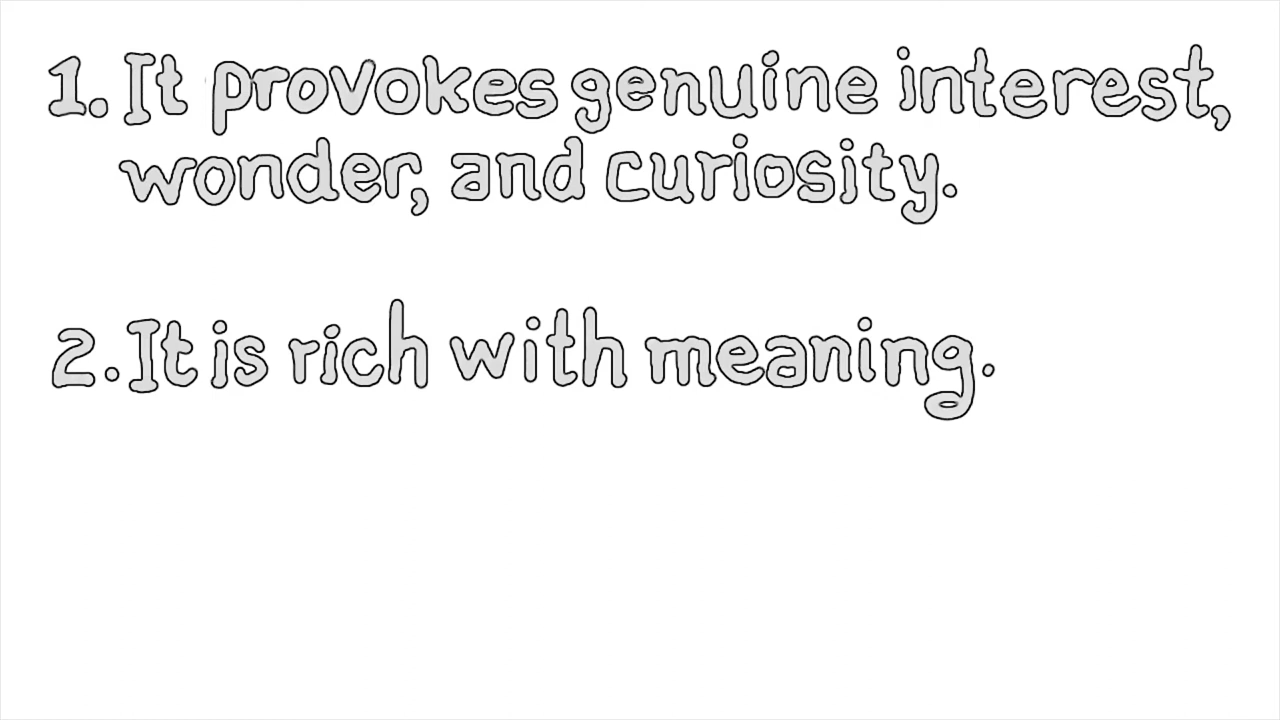 1. It provokes genuine interest,
wonder, and curiosity.
2. It is rich with meaning.